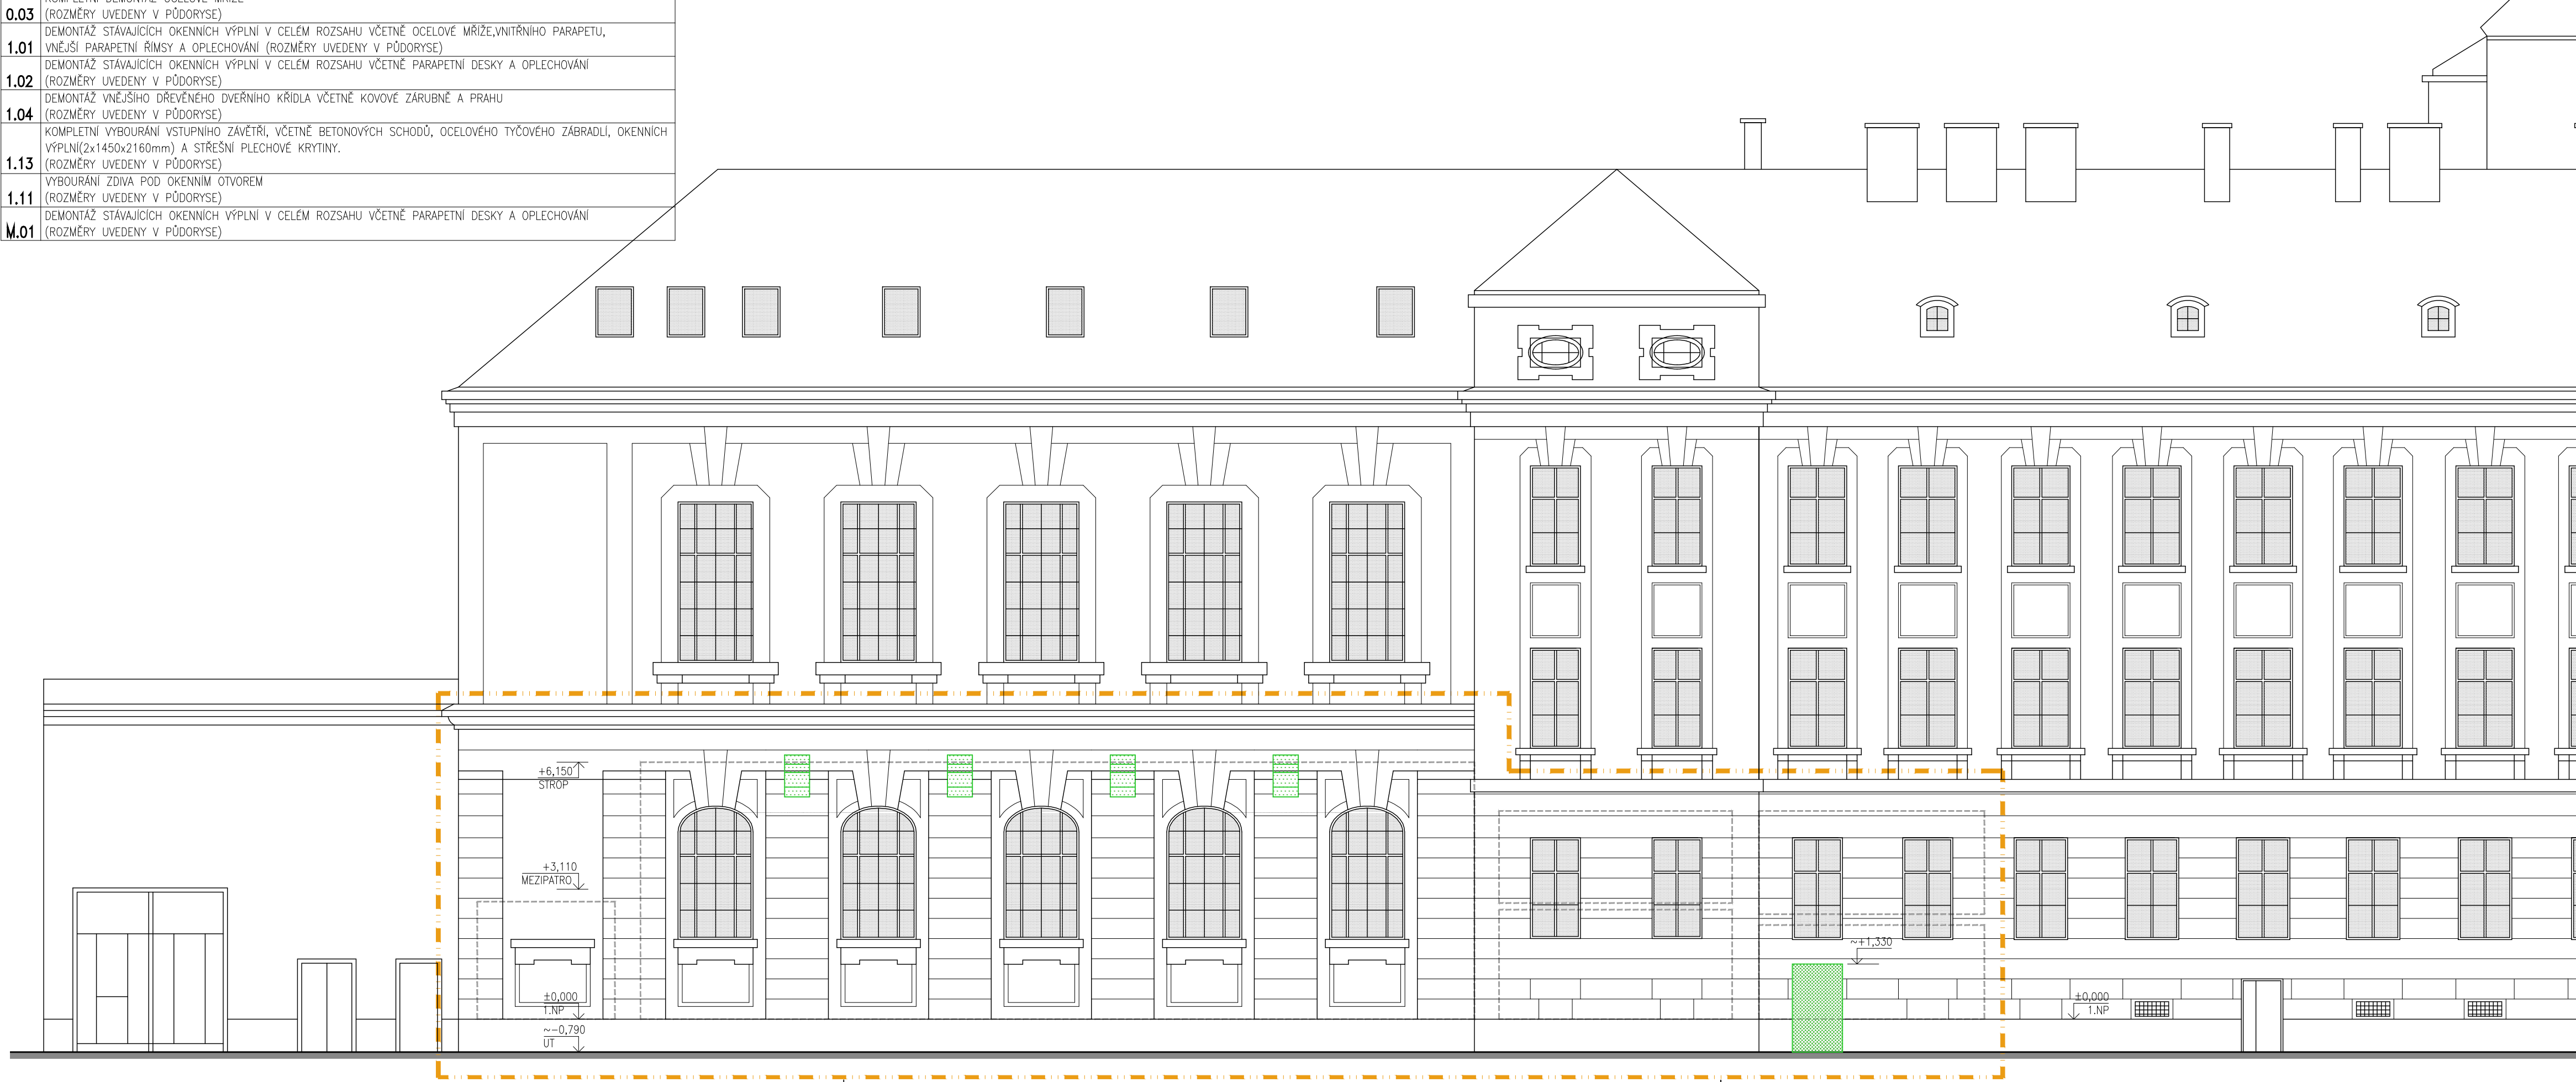 0.03 (ROZMĚRY UVEDENY V PŮDORYSE)
DEMONTÁŽ STÁVAJÍCÍCH OKENNÍCH VÝPLNÍ V CELÉM ROZSAHU VČETNĚ OCELOVÉ MŘÍŽE,VNITŘNÍHO PARAPETU,
1.01 VNĚJŠÍ PARAPETNÍ ŘÍMSY A OPLECHOVÁNÍ (ROZMĚRY UVEDENY V PŮDORYSE)
DEMONTÁŽ STÁVAJÍCÍCH OKENNÍCH VÝPLNÍ V CELÉM ROZSAHU VČETNĚ PARAPETNÍ DESKY A OPLECHOVÁNÍ
1.02 (ROZMĚRY UVEDENY V PŮDORYSE)
DEMONTÁŽ VNĚJŠÍHO DŘEVĚNÉHO DVEŘNÍHO KŘÍDLA VČETNĚ KOVOVÉ ZÁRUBNĚ A PRAHU
1.04 (ROZMĚRY UVEDENY V PŮDORYSE)
KOMPLETNÍ VYBOURÁNÍ VSTUPNÍHO ZÁVĚTŘÍ, VČETNĚ BETONOVÝCH SCHODŮ, OCELOVÉHO TYČOVÉHO ZÁBRADLÍ, OKENNÍCH
VÝPLNÍ(2x1450x2160mm) A STŘEŠNÍ PLECHOVÉ KRYTINY.
1.13 (ROZMĚRY UVEDENY V PŮDORYSE)
VYBOURÁNÍ ZDIVA POD OKENNÍM OTVOREM
1.11 (ROZMĚRY UVEDENY V PŮDORYSE)
DEMONTÁŽ STÁVAJÍCÍCH OKENNÍCH VÝPLNÍ V CELÉM ROZSAHU VČETNĚ PARAPETNÍ DESKY A OPLECHOVÁNÍ
M.01 (ROZMĚRY UVEDENY V PŮDORYSE)
+6,150
STROP
+3,110
MEZIPATRO
~+1,330
±0,000
1.NP
±0,000
1.NP
~−0,790
UT